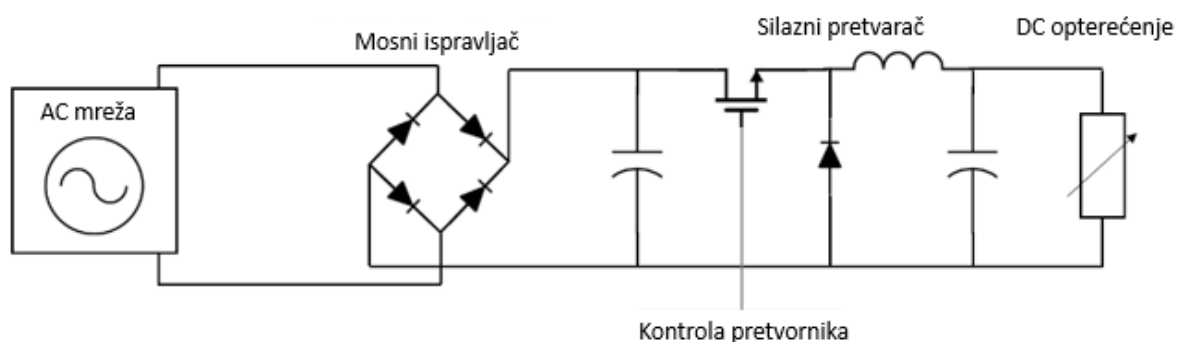 Mosni ispravljač
Silazni pretvarač
DC opterećenje
AC mreža
Kontrola pretvornika